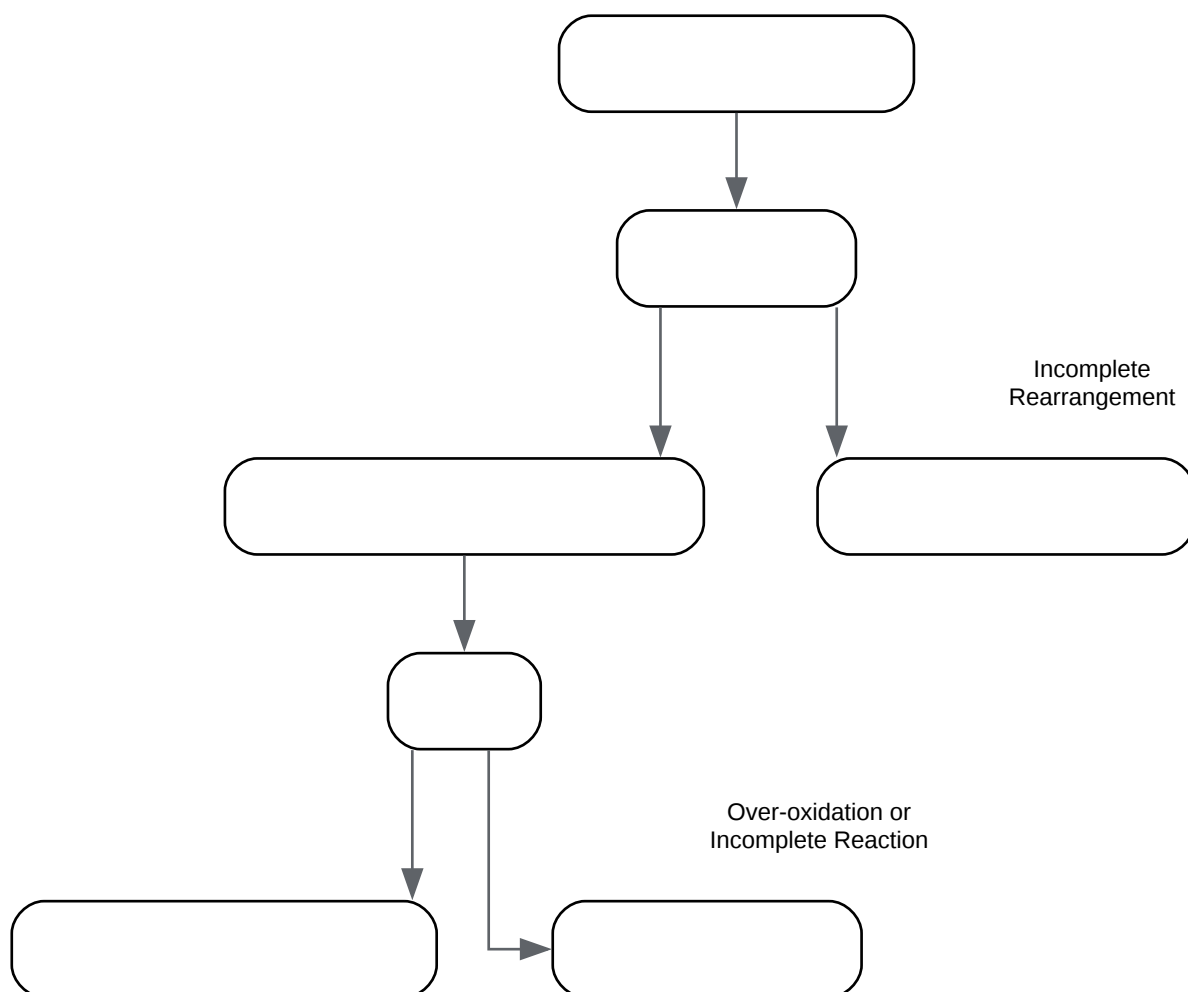 Incomplete
Rearrangement
Over-oxidation or
Incomplete Reaction